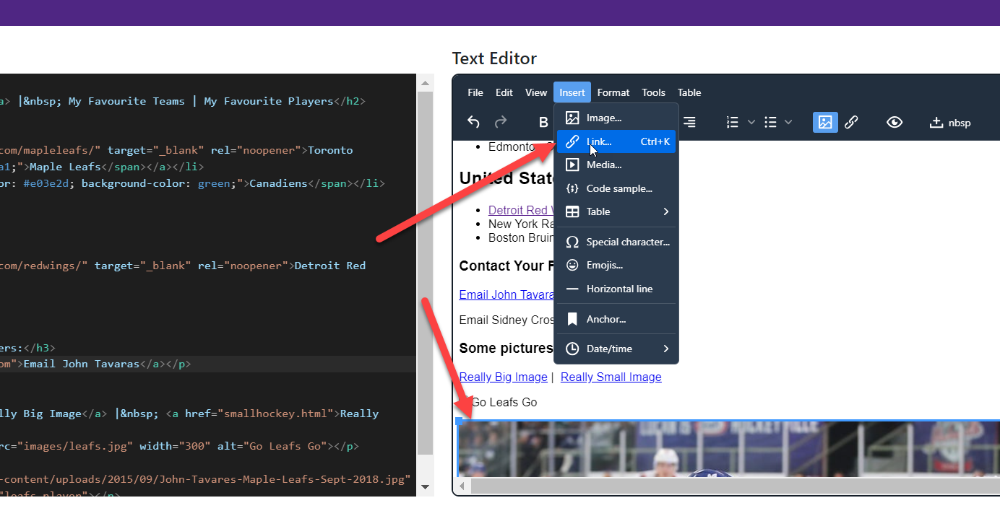 Text Editor
a> |&nbsp; My Favourite Teams | My Favourite Players</h2>
com/mapleleafs/" target="_blank" rel="noopener">Toronto
a1;">Maple Leafs</span></a></li>
or: #e03e2d; background-color: green;">Canadiens</span></li>
com/redwings/" target="_blank" rel="noopener">Detroit Red
ers:</h3>
om">Email John Tavaras</a></p>
lly Big Image</a> |&nbsp; <a href="smallhockey.html">Really
rc="images/leafs.jpg" width="300" alt="Go Leafs Go"></p>
-content/uploads/2015/09/John-Tavares-Maple-Leafs-Sept-2018.jpg"
"leafs player"></p>
File Edit View Insert Format Tools Table
B
nbsp
Image...
Link... Ctrl+K
Media...
Code sample...
Table
Special character...
Emojis...
Horizontal line
Anchor...
Date/time
Edmonto
United State
Detroit Red W
New York Ra
Boston Bruin
Contact Your F
Email John Tavara
Email Sidney Cros
Some pictures
Really Big Image | Really Small Image
Go Leafs Go